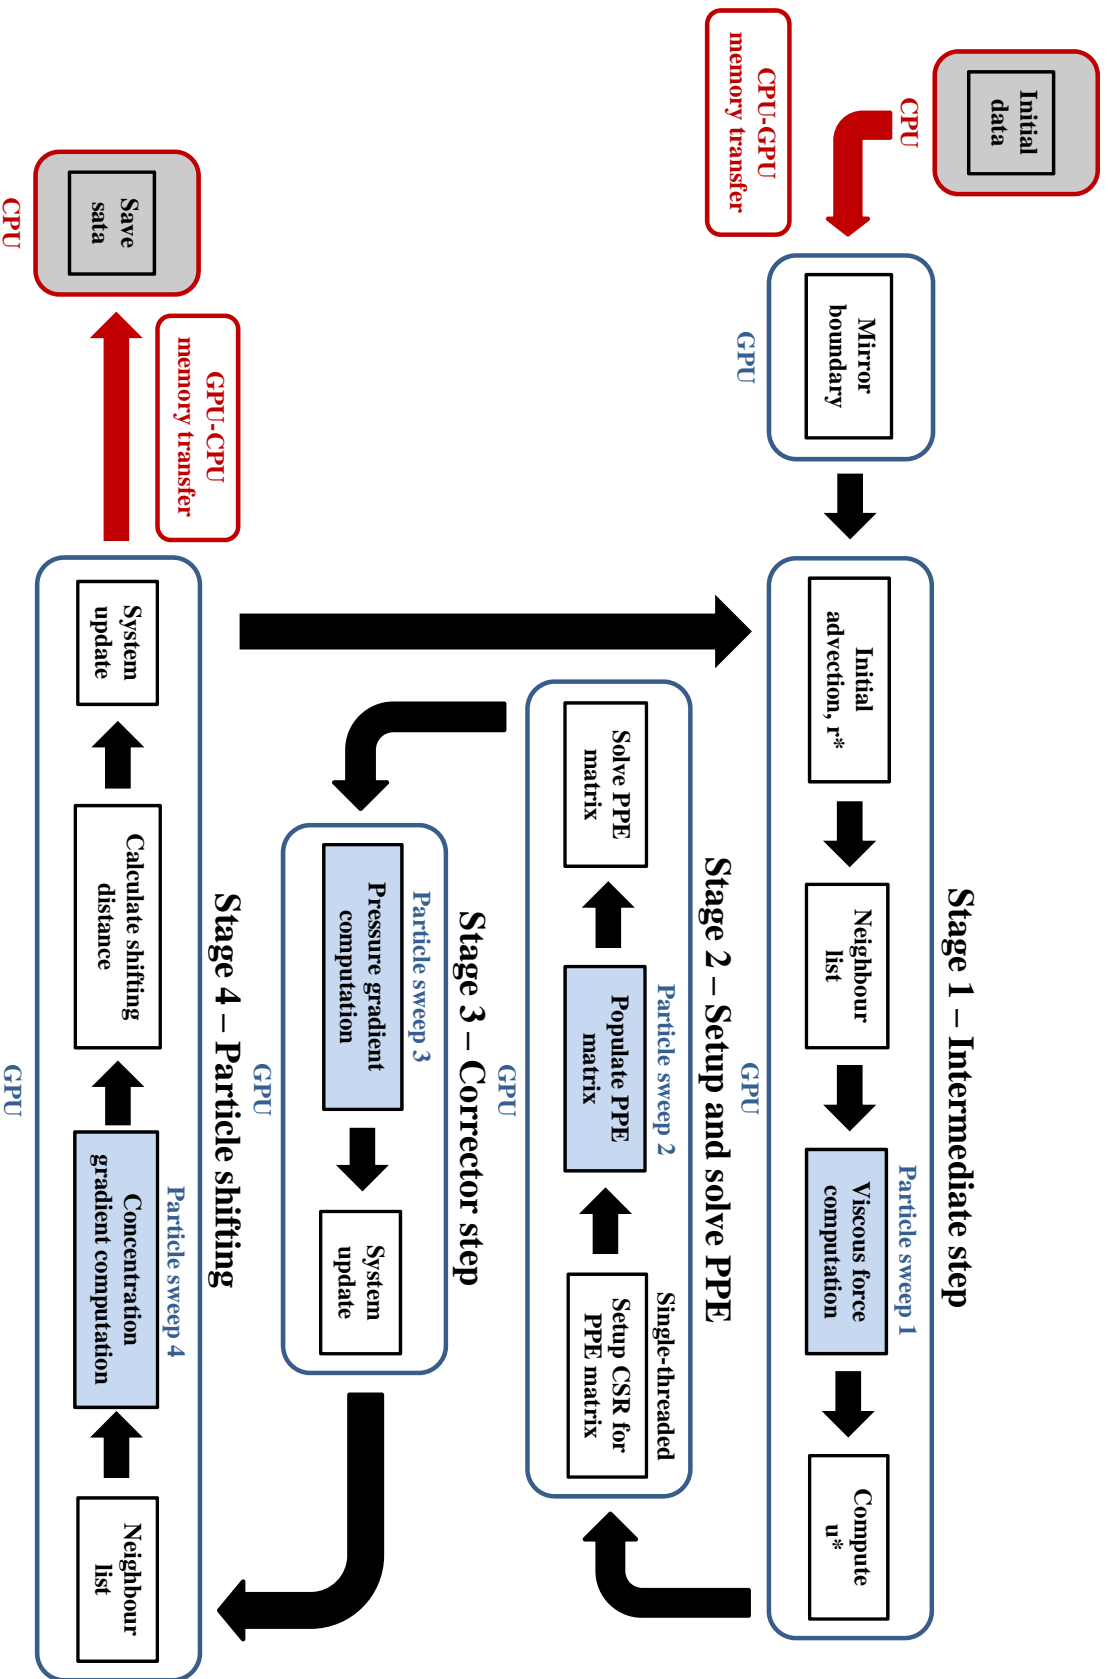 Initial
data
CPU
CPU-GPU
memory transfer
Mirror
boundary
GPU
Stage 1 – Intermediate step
Initial
advection, r*
Neighbour
list
Particle sweep 1
Viscous force
computation
Compute
u*
GPU
Stage 2 – Setup and solve PPE
Solve PPE
matrix
Particle sweep 2
Populate PPE
matrix
Single-threaded
Setup CSR for
PPE matrix
GPU
Stage 3 – Corrector step
Particle sweep 3
Pressure gradient
computation
System
update
GPU
Stage 4 – Particle shifting
System
update
Calculate shifting
distance
Particle sweep 4
Concentration
gradient computation
Neighbour
list
GPU
GPU-CPU
memory transfer
Save
sata
CPU